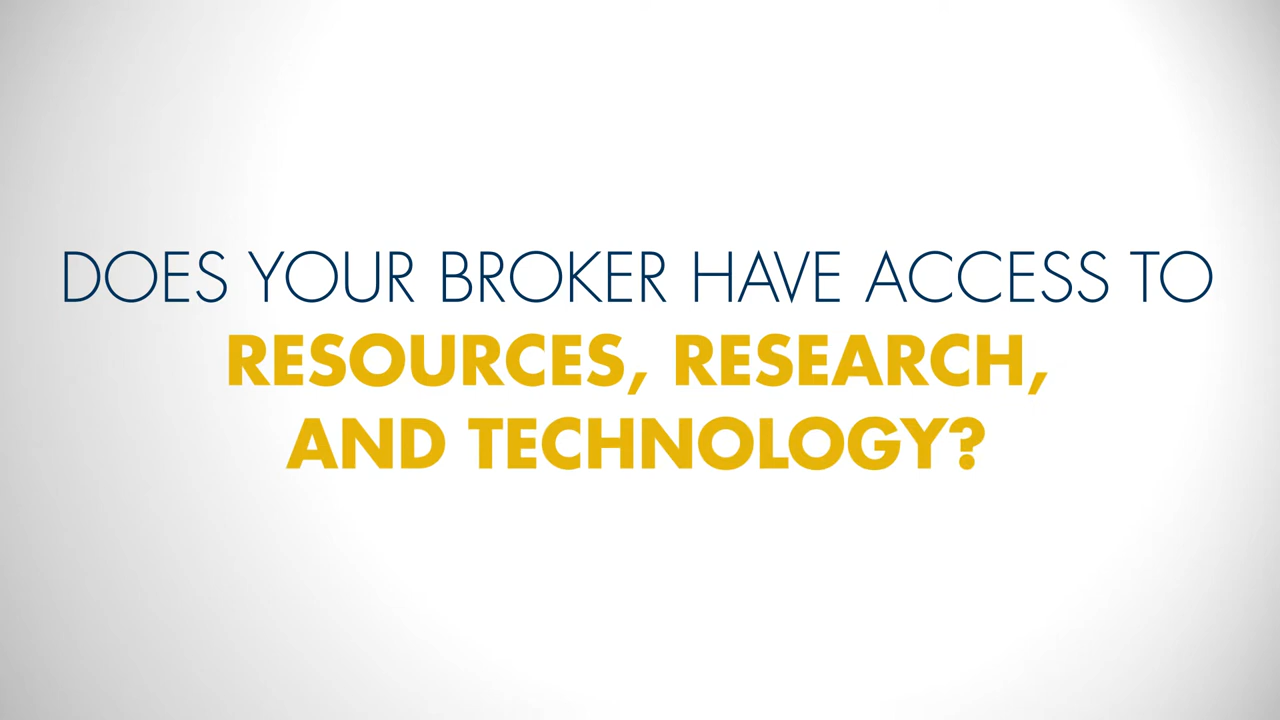 DOES YOUR BROKER HAVE ACCESS TO
RESOURCES, RESEARCH,
AND TECHNOLOGY?